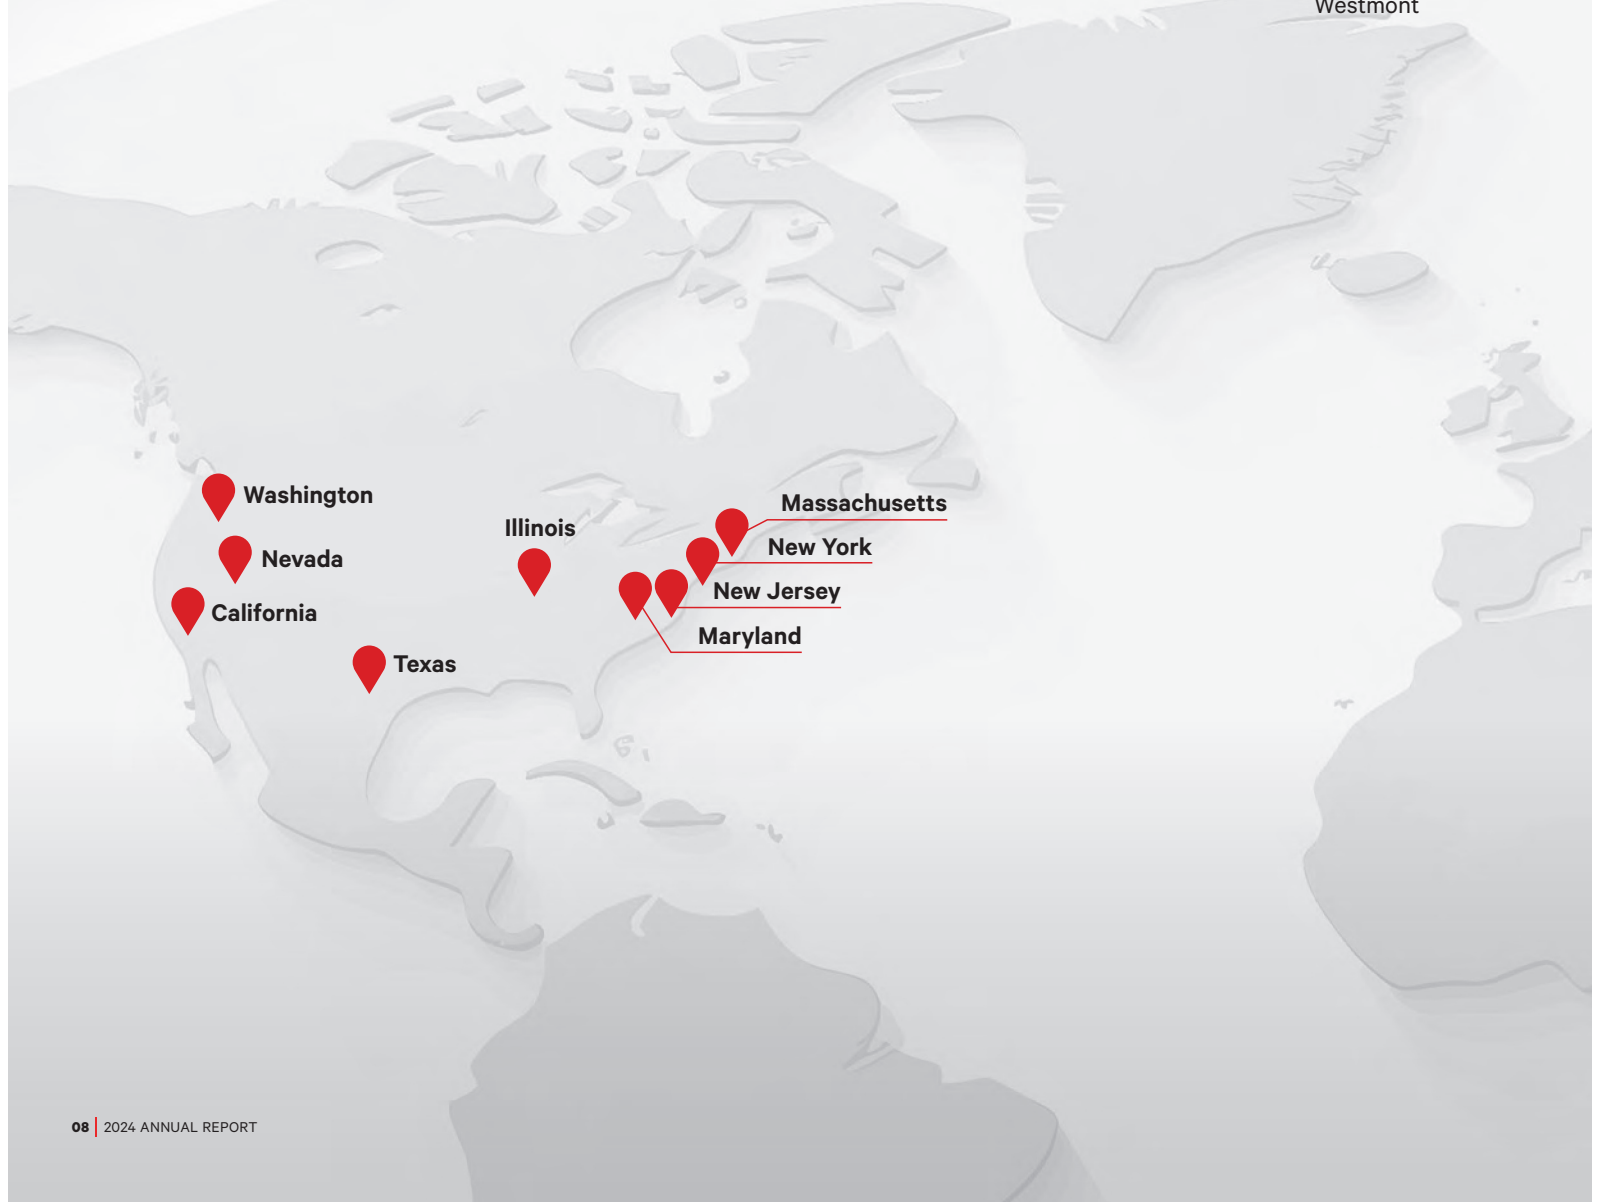 Westmont
Washington
Massachusetts
Illinois
New York
Nevada
New Jersey
California
Maryland
Texas
08 | 2024 ANNUAL REPORT